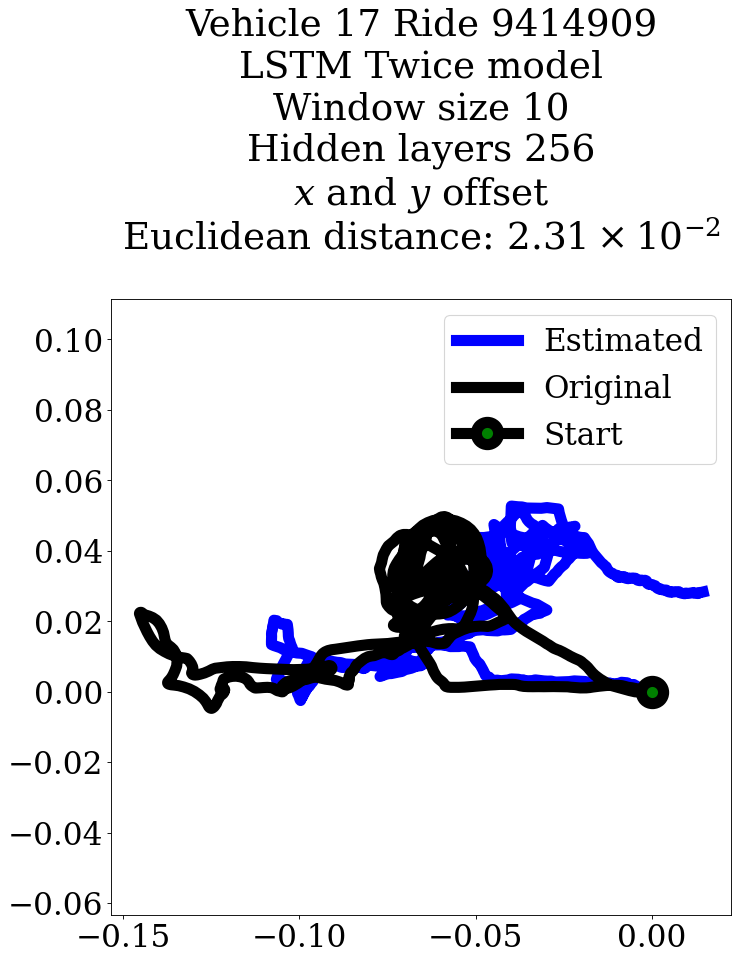 Vehicle 17 Ride 9414909
LSTM Twice model
Window size 10
Hidden layers 256
x and y offset
Euclidean distance: 2.31 × 10⁻²
Estimated
Original
Start
0.10
0.08
0.06
0.04
0.02
0.00
−0.02
−0.04
−0.06
−0.15
−0.10
−0.05
0.00